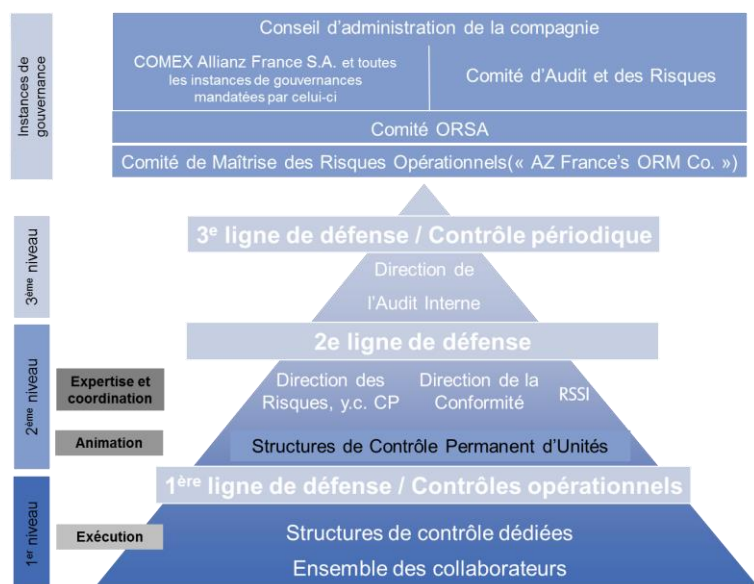 Instances de
gouvernance
Conseil d'administration de la compagnie
COMEX Allianz France S.A. et toutes
les instances de gouvernances
mandatées par celui-ci
Comité d'Audit et des Risques
Comité ORSA
Comité de Maîtrise des Risques Opérationnels(« AZ France's ORM Co. »)
3ème niveau
3e ligne de défense / Contrôle périodique
Direction de
l'Audit Interne
2ème niveau
2e ligne de défense
Expertise et
coordination
Direction des
Risques, y.c. CP
Direction de la
Conformité
RSSI
Animation
Structures de Contrôle Permanent d'Unités
1er niveau
1ère ligne de défense / Contrôles opérationnels
Exécution
Structures de contrôle dédiées
Ensemble des collaborateurs